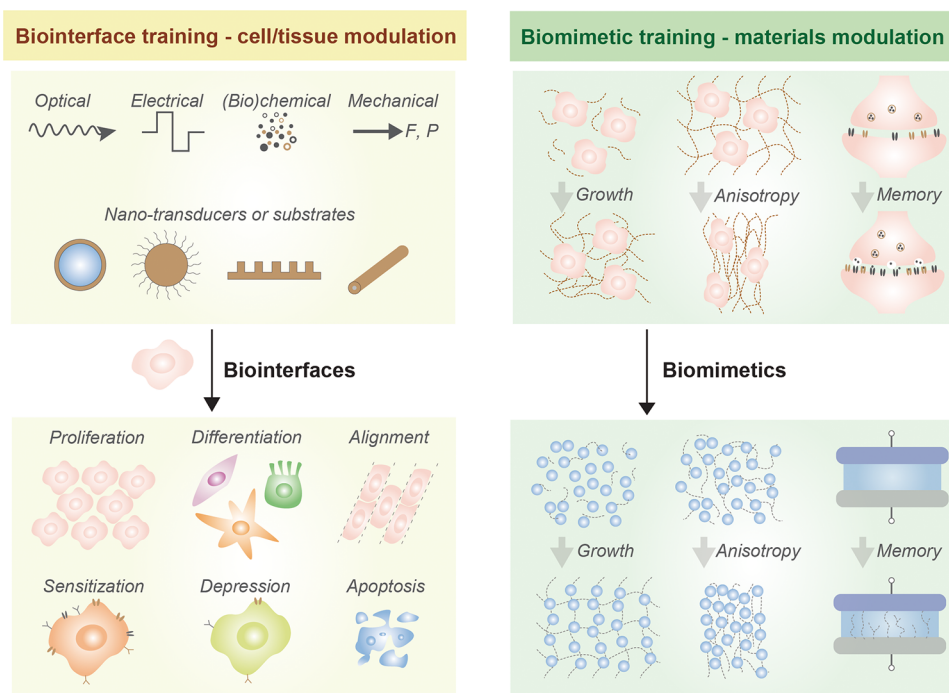 Biointerface training - cell/tissue modulation
Optical
Electrical
(Bio)chemical
Mechanical
F, P
Nano-transducers or substrates
Biointerfaces
Proliferation
Differentiation
Alignment
Sensitization
Depression
Apoptosis
Biomimetic training - materials modulation
Growth
Anisotropy
Memory
Biomimetics
Growth
Anisotropy
Memory